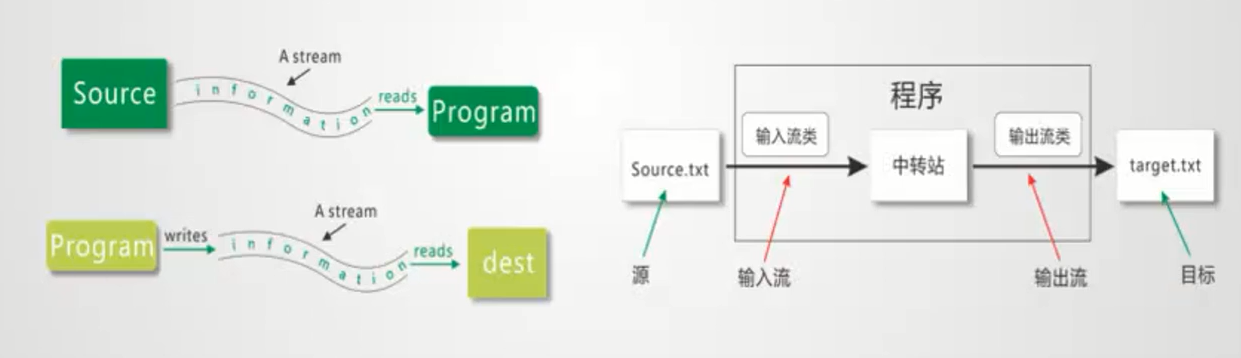 A stream
Source
information
reads
Program
A stream
Program
writes
information
reads
dest
程序
输入流类
输出流类
Source.txt
中转站
target.txt
源
输入流
输出流
目标